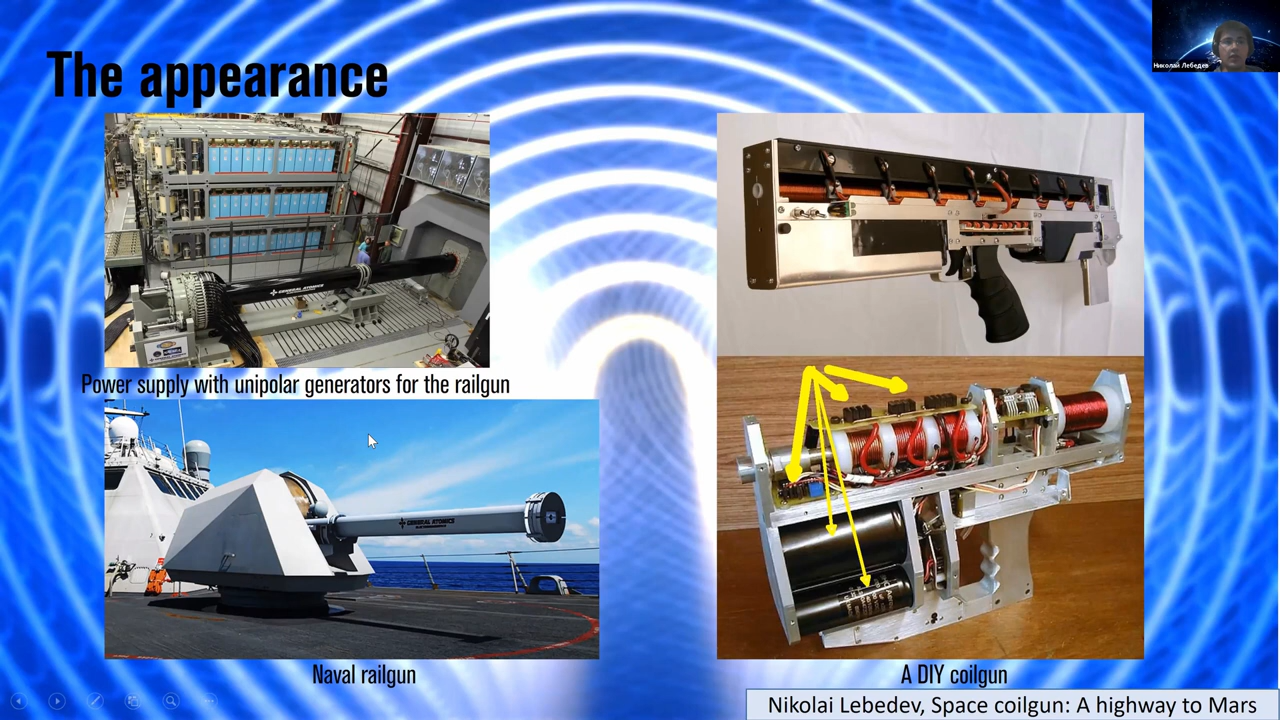 The appearance
Николай Лебедев
GENERAL ATOMICS
Power supply with unipolar generators for the railgun
GENERAL ATOMICS
Naval railgun
A DIY coilgun
Nikolai Lebedev, Space coilgun: A highway to Mars